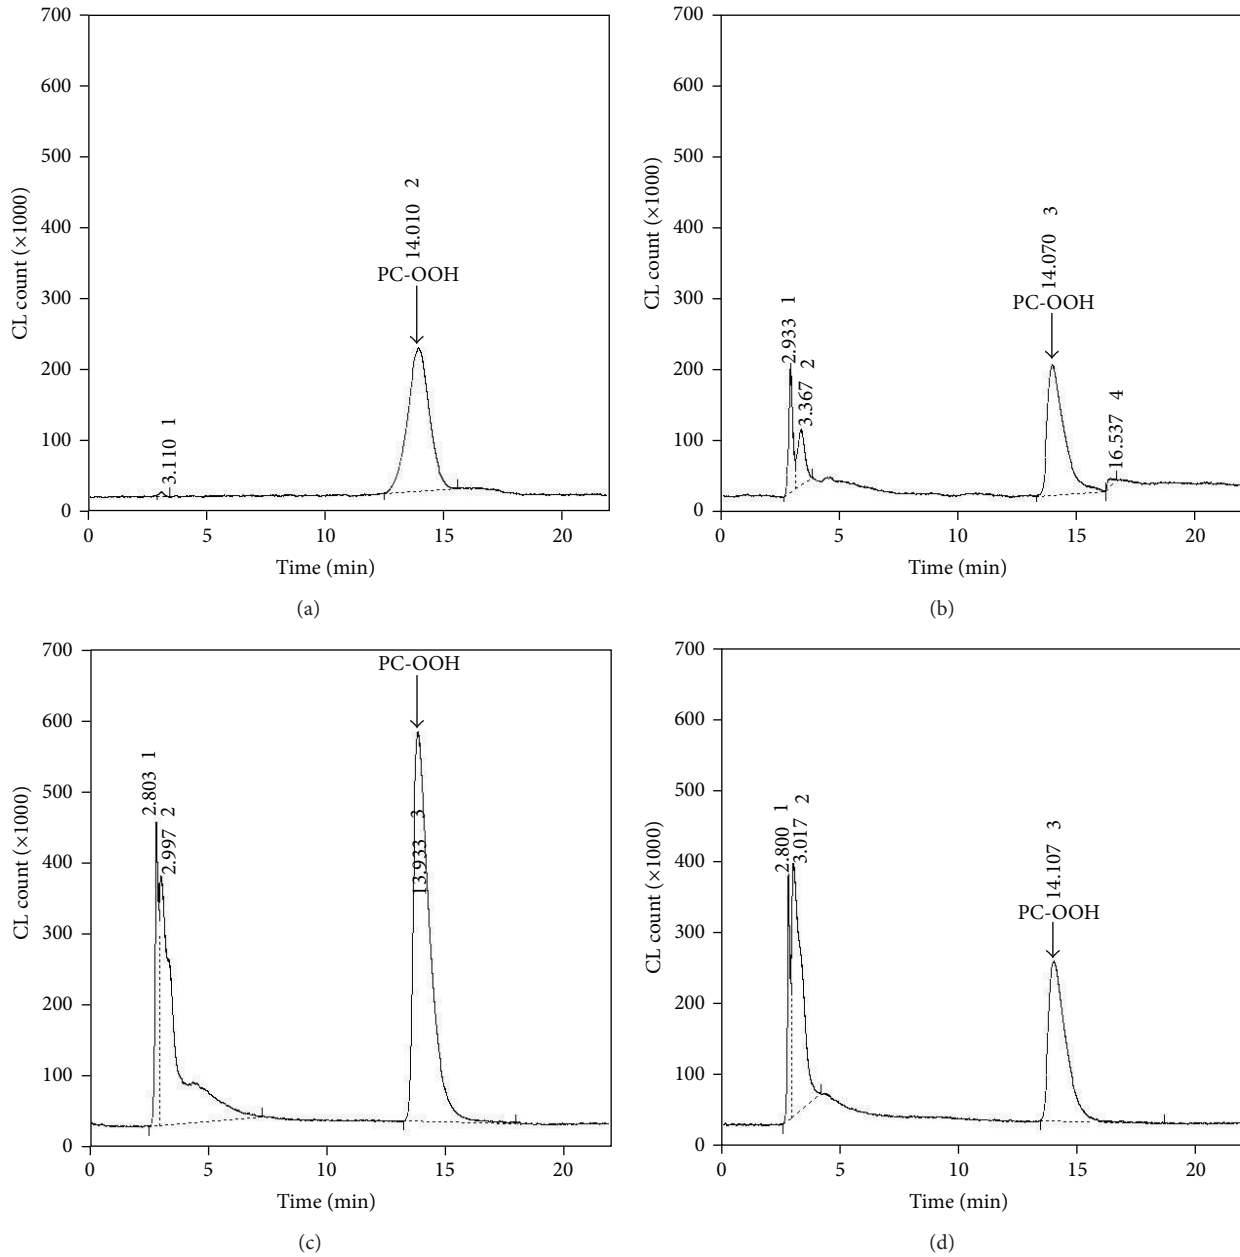 700
600
500
400
300
200
100
0
CL count (×1000)
3.110 1
14.010 2
PC-OOH
0 5 10 15 20
Time (min)
(a)
700
600
500
400
300
200
100
0
CL count (×1000)
2.933 1
3.367 2
14.070 3
PC-OOH
16.537 4
0 5 10 15 20
Time (min)
(b)
700
600
500
400
300
200
100
0
CL count (×1000)
2.803 1
2.997 2
PC-OOH
13.933 3
0 5 10 15 20
Time (min)
(c)
700
600
500
400
300
200
100
0
CL count (×1000)
2.800 1
3.017 2
14.107 3
PC-OOH
0 5 10 15 20
Time (min)
(d)